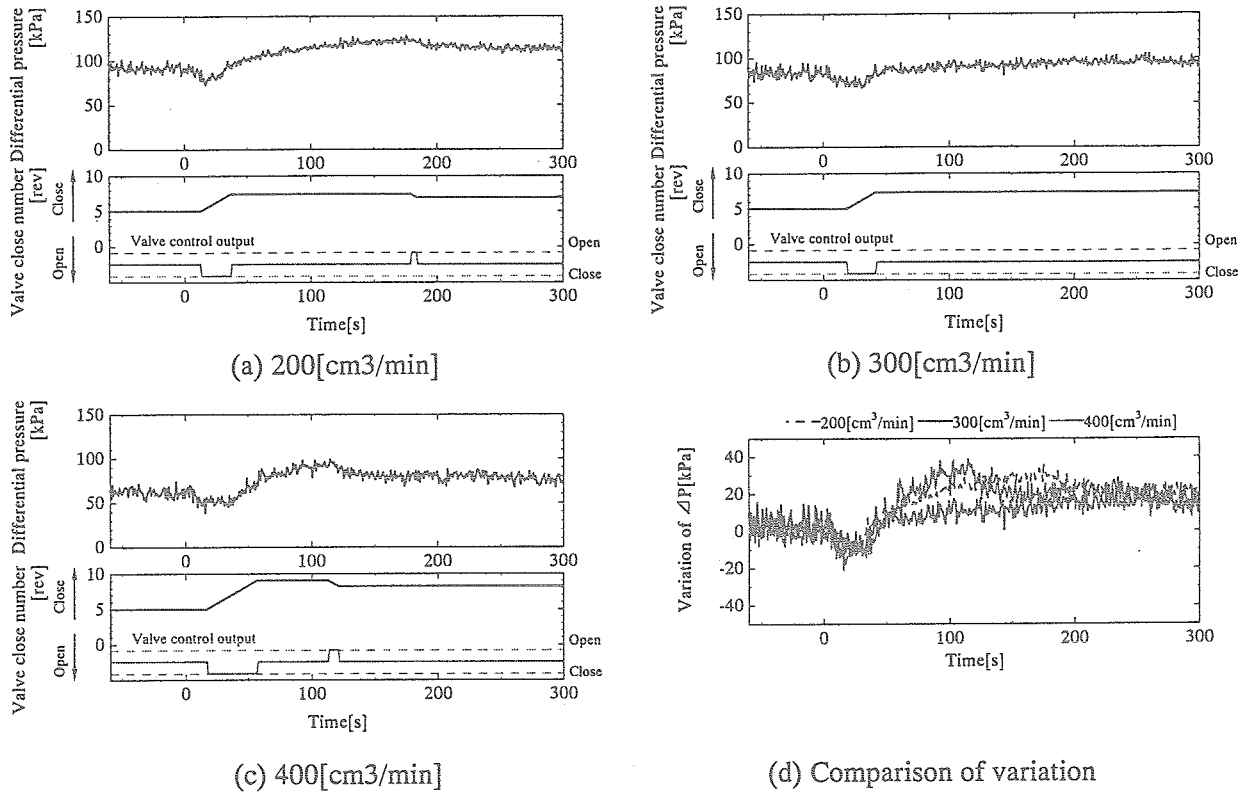 Differential pressure
[kPa]
150
100
50
0
0 100 200 300
Valve close number
[rev]
Close
Open
10
5
0
Valve control output
Open
Close
0 100 200 300
Time[s]
(a) 200[cm3/min]
Differential pressure
[kPa]
150
100
50
0
0 100 200 300
Valve close number
[rev]
Close
Open
10
5
0
Valve control output
Open
Close
0 100 200 300
Time[s]
(b) 300[cm3/min]
Differential pressure
[kPa]
150
100
50
0
0 100 200 300
Valve close number
[rev]
Close
Open
10
5
0
Valve control output
Open
Close
0 100 200 300
Time[s]
(c) 400[cm3/min]
200[cm³/min] 300[cm³/min] 400[cm³/min]
Variation of ⊿P[kPa]
40
20
0
-20
-40
0 100 200 300
Time[s]
(d) Comparison of variation